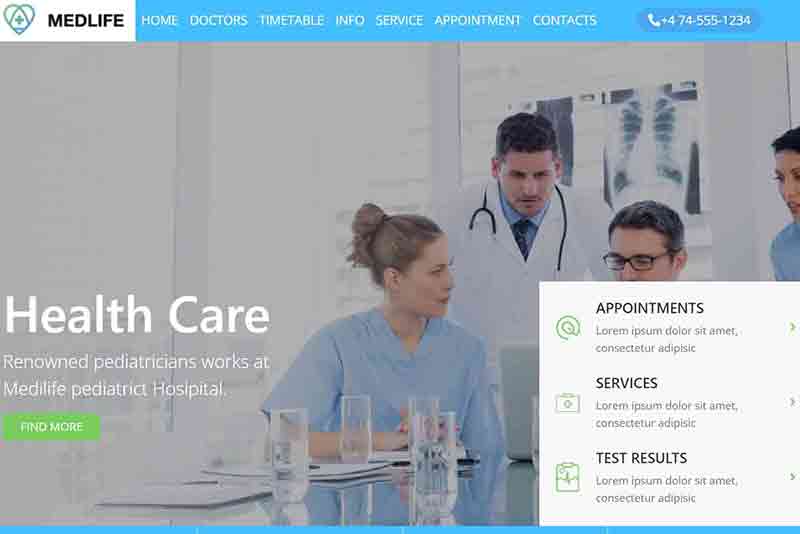 MEDLIFE
HOME DOCTORS TIMETABLE INFO SERVICE APPOINTMENT CONTACTS
+4 74-555-1234
Health Care
Renowned pediatricians works at
Medilife pediatrict Hosipital.
FIND MORE
APPOINTMENTS
Lorem ipsum dolor sit amet,
consectetur adipisic
SERVICES
Lorem ipsum dolor sit amet,
consectetur adipisic
TEST RESULTS
Lorem ipsum dolor sit amet,
consectetur adipisic